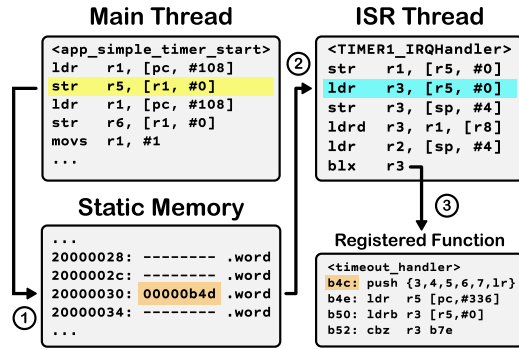 Main Thread
<app_simple_timer_start>
ldr r1, [pc, #108]
str r5, [r1, #0]
ldr r1, [pc, #108]
str r6, [r1, #0]
movs r1, #1
...
Static Memory
...
20000028: -------- .word
2000002c: -------- .word
20000030: 00000b4d .word
20000034: -------- .word
...
1
2
ISR Thread
<TIMER1_IRQHandler>
str r1, [r5, #0]
ldr r3, [r5, #0]
str r3, [sp, #4]
ldrd r3, r1, [r8]
ldr r2, [sp, #4]
blx r3
3
Registered Function
<timeout_handler>
b4c: push {3,4,5,6,7,lr}
b4e: ldr r5 [pc,#336]
b50: ldrb r3 [r5,#0]
b52: cbz r3 b7e